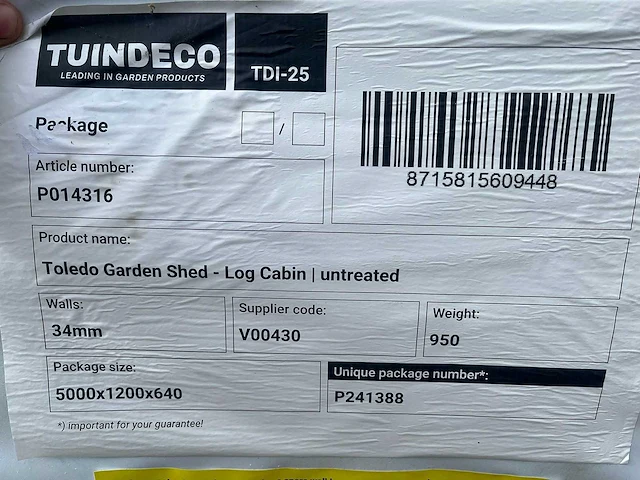 TUINDECO
LEADING IN GARDEN PRODUCTS
TDI-25
Package /
8715815609448
Article number:
P014316
Product name:
Toledo Garden Shed - Log Cabin | untreated
Walls:
34mm
Supplier code:
V00430
Weight:
950
Package size:
5000x1200x640
Unique package number*:
P241388
*) important for your guarantee!